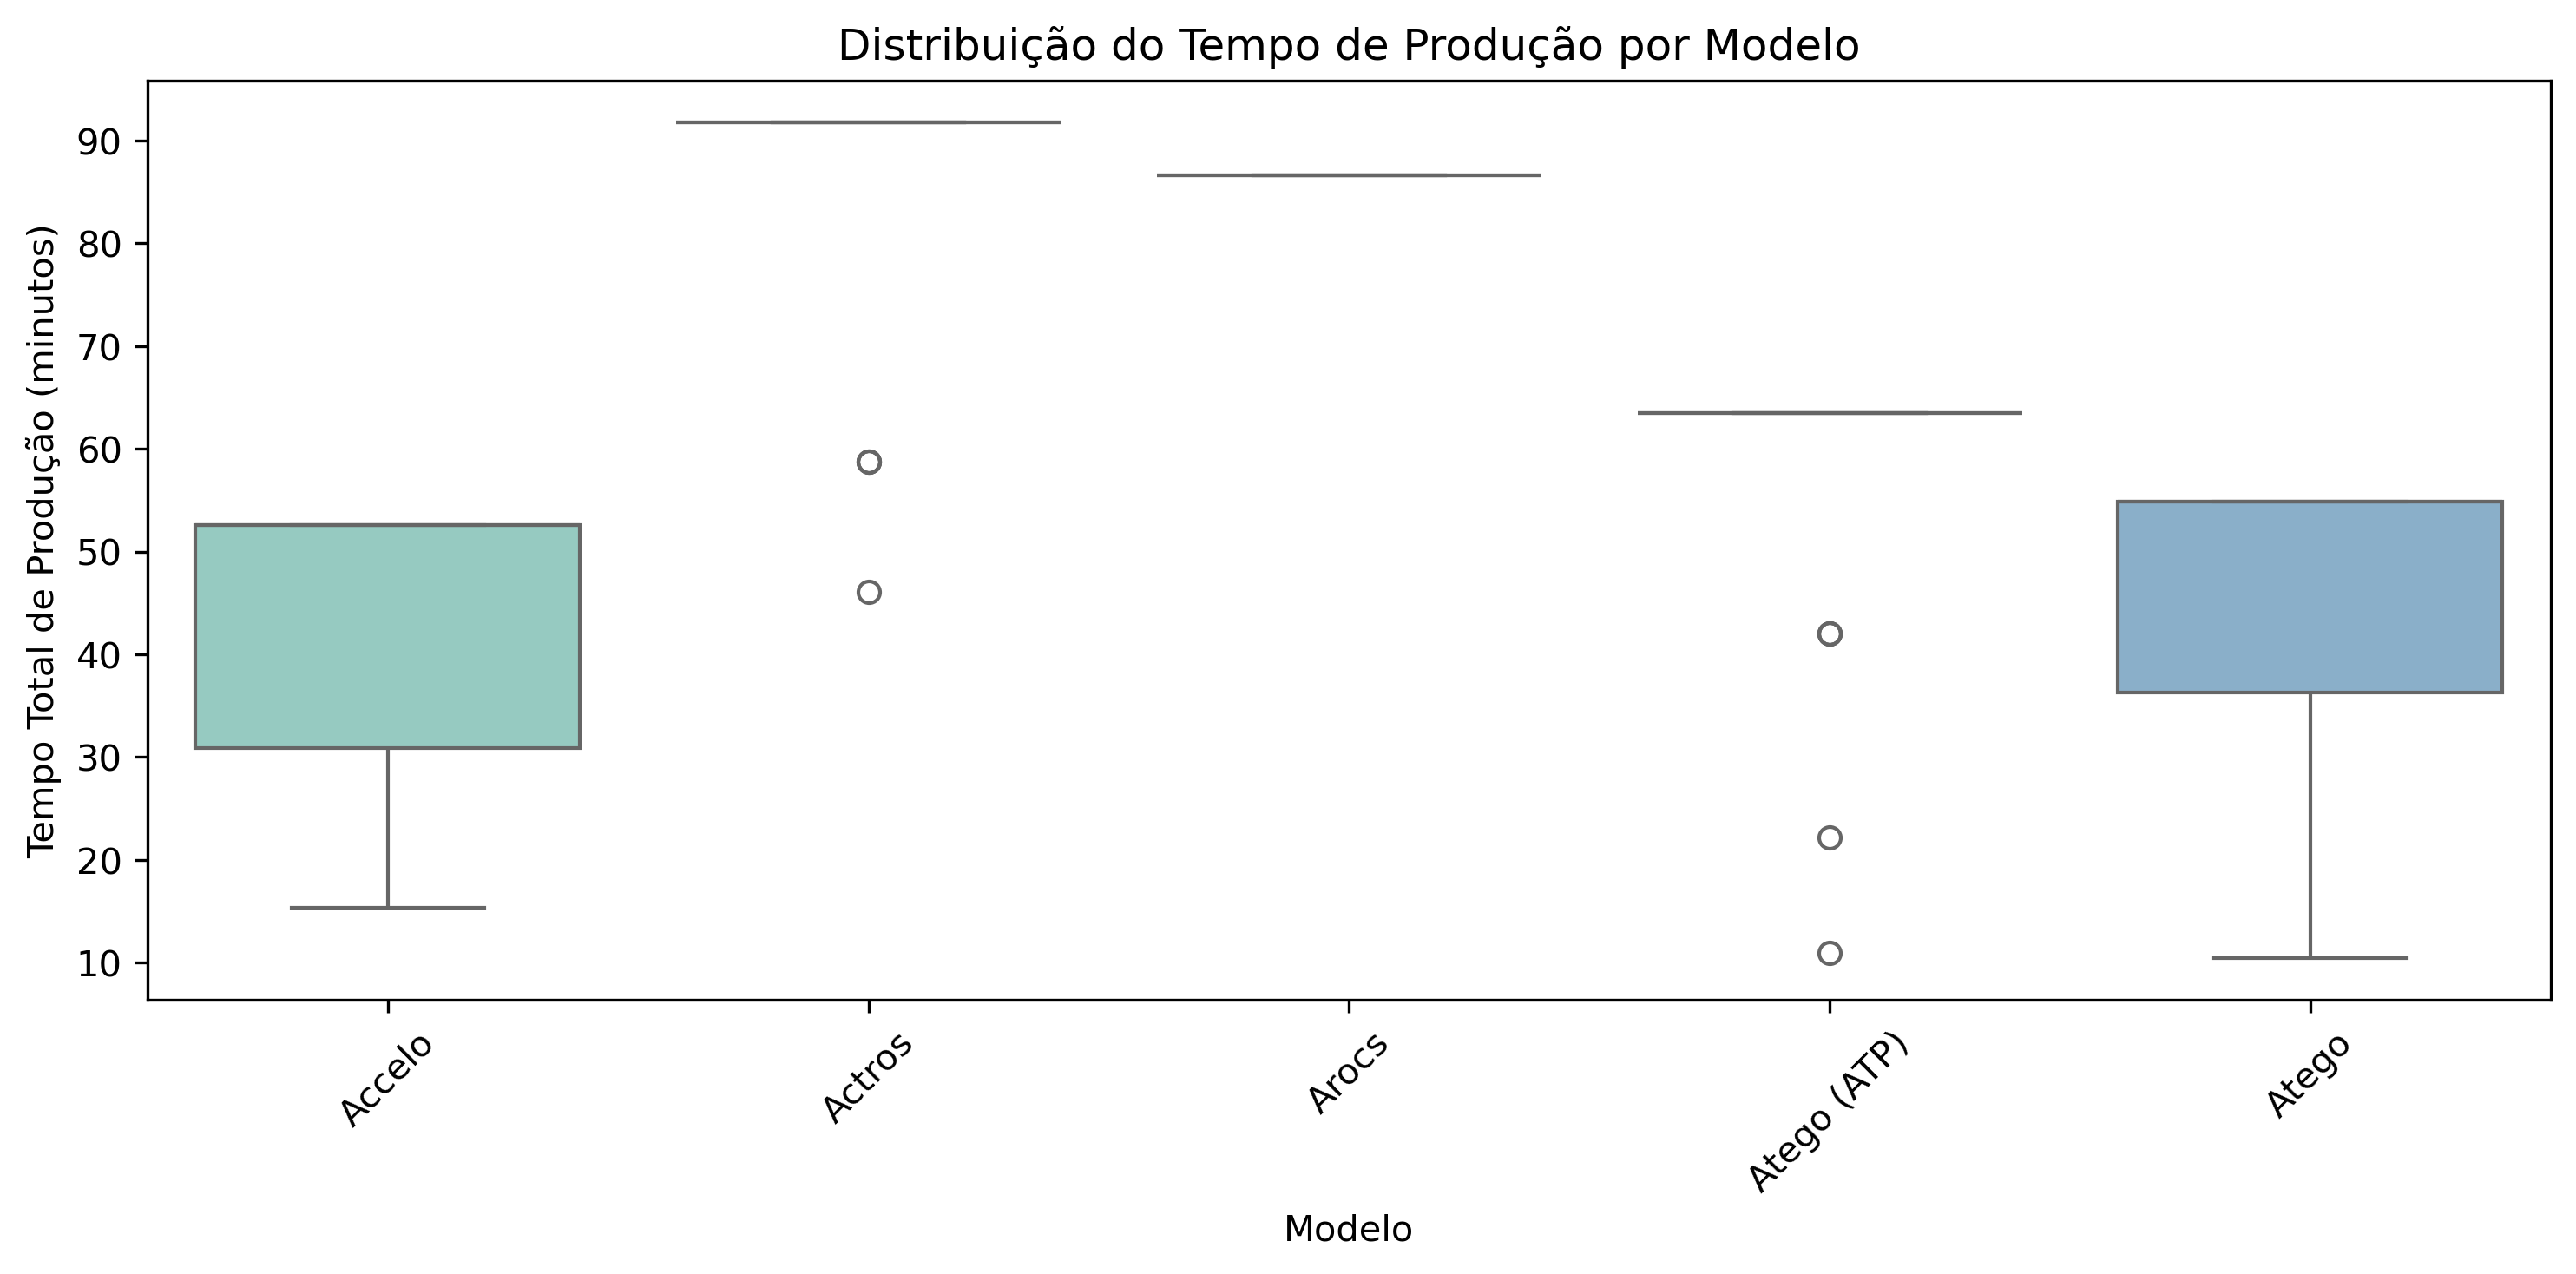 Distribuição do Tempo de Produção por Modelo
Tempo Total de Produção (minutos)
90
80
70
60
50
40
30
20
10
Accelo
Actros
Arocs
Atego (ATP)
Atego
Modelo